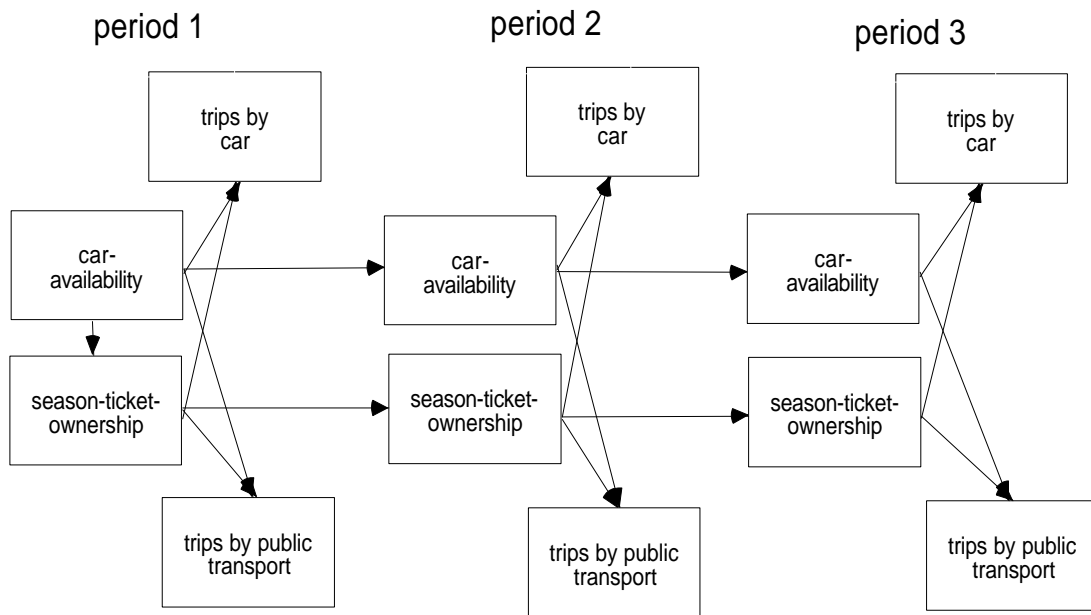 period 1
period 2
period 3
trips by
car
trips by
car
trips by
car
car-
availability
car-
availability
car-
availability
season-ticket-
ownership
season-ticket-
ownership
season-ticket-
ownership
trips by public
transport
trips by public
transport
trips by public
transport